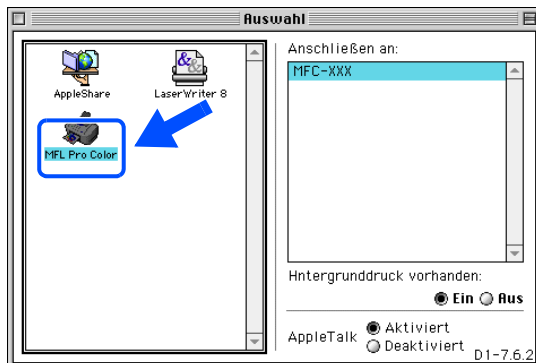 Auswahl
AppleShare
LaserWriter 8
MFL Pro Color
Anschließen an:
MFC-XXX
Hntergrunddruck vorhanden:
Ein Aus
AppleTalk
Aktiviert
Deaktiviert
D1-7.6.2